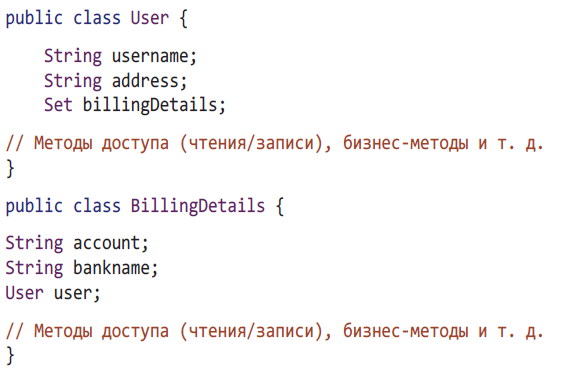 public class User {
String username;
String address;
Set billingDetails;
// Методы доступа (чтения/записи), бизнес-методы и т. д.
}
public class BillingDetails {
String account;
String bankname;
User user;
// Методы доступа (чтения/записи), бизнес-методы и т. д.
}